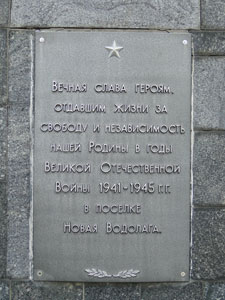 Вечная слава героям,
отдавшим жизни за
свободу и независимость
нашей Родины в годы
Великой Отечественной
Войны 1941-1945 г.г.
в поселке
Новая Водолага.